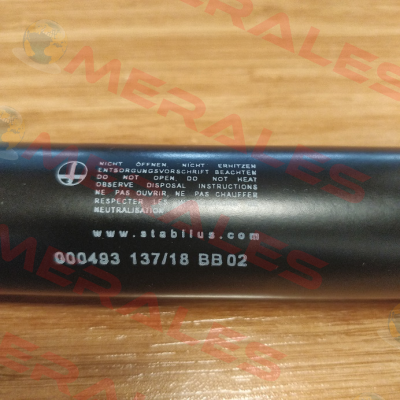 NICHT ÖFFNEN NICHT ERHITZEN
ENTSORGUNGSVORSCHRIFT BEACHTEN
DO NOT OPEN, DO NOT HEAT
OBSERVE DISPOSAL INSTRUCTIONS
NE PAS OUVRIR, NE PAS CHAUFFER
RESPECTER LES
NEUTRALISATION
www.stabilus.com
000493 137/18 BB02
MERALES